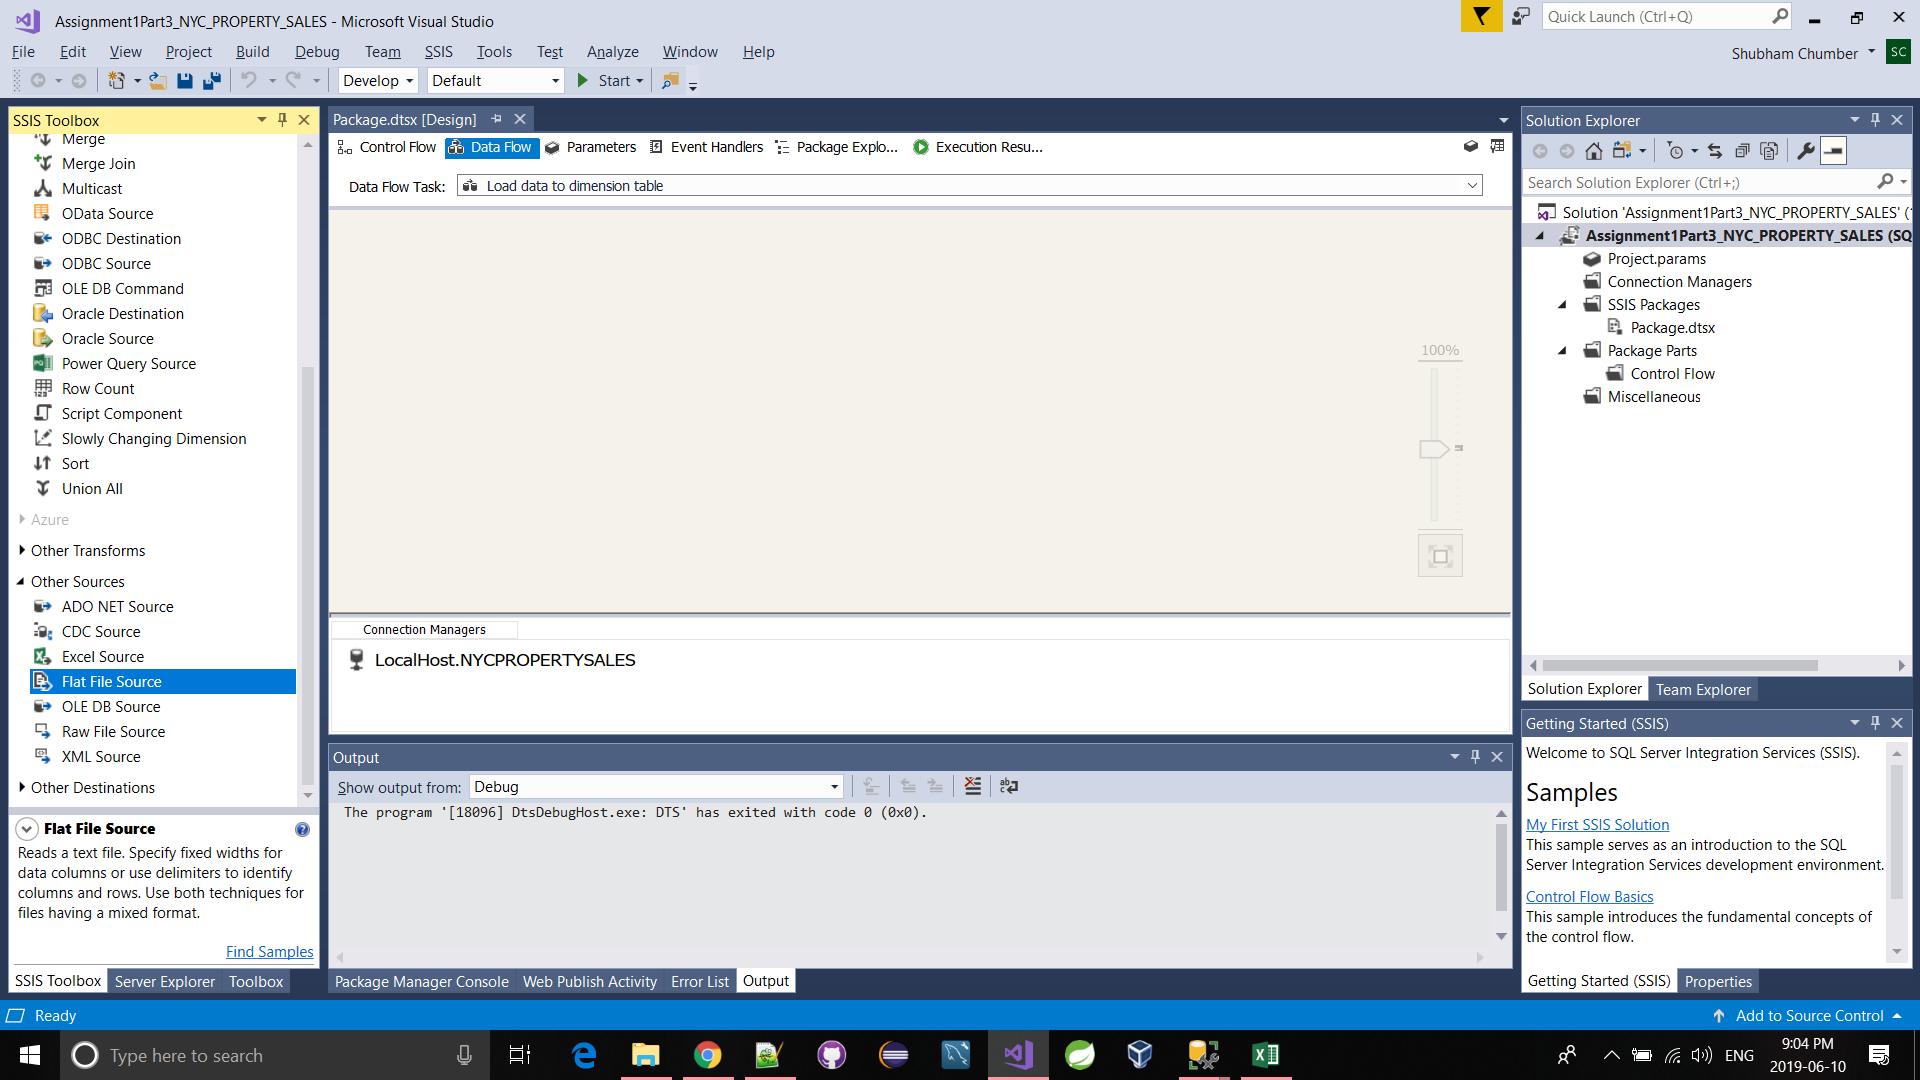 Assignment1Part3_NYC_PROPERTY_SALES - Microsoft Visual Studio
Quick Launch (Ctrl+Q)
File Edit View Project Build Debug Team SSIS Tools Test Analyze Window Help
Shubham Chumber SC
Develop Default Start
SSIS Toolbox
Merge
Merge Join
Multicast
OData Source
ODBC Destination
ODBC Source
OLE DB Command
Oracle Destination
Oracle Source
Power Query Source
Row Count
Script Component
Slowly Changing Dimension
Sort
Union All
Azure
Other Transforms
Other Sources
ADO NET Source
CDC Source
Excel Source
Flat File Source
OLE DB Source
Raw File Source
XML Source
Other Destinations
Flat File Source
Reads a text file. Specify fixed widths for
data columns or use delimiters to identify
columns and rows. Use both techniques for
files having a mixed format.
Find Samples
SSIS Toolbox Server Explorer Toolbox
Package.dtsx [Design]
Control Flow Data Flow Parameters Event Handlers Package Explo... Execution Resu...
Data Flow Task: Load data to dimension table
100%
Connection Managers
LocalHost.NYCPROPERTYSALES
Output
Show output from: Debug
The program '[18096] DtsDebugHost.exe: DTS' has exited with code 0 (0x0).
Package Manager Console Web Publish Activity Error List Output
Solution Explorer
Search Solution Explorer (Ctrl+;)
Solution 'Assignment1Part3_NYC_PROPERTY_SALES' (
Assignment1Part3_NYC_PROPERTY_SALES (SQ
Project.params
Connection Managers
SSIS Packages
Package.dtsx
Package Parts
Control Flow
Miscellaneous
Solution Explorer Team Explorer
Getting Started (SSIS)
Welcome to SQL Server Integration Services (SSIS).
Samples
My First SSIS Solution
This sample serves as an introduction to the SQL
Server Integration Services development environment.
Control Flow Basics
This sample introduces the fundamental concepts of
the control flow.
Getting Started (SSIS) Properties
Ready
Add to Source Control
Type here to search
ENG
9:04 PM
2019-06-10